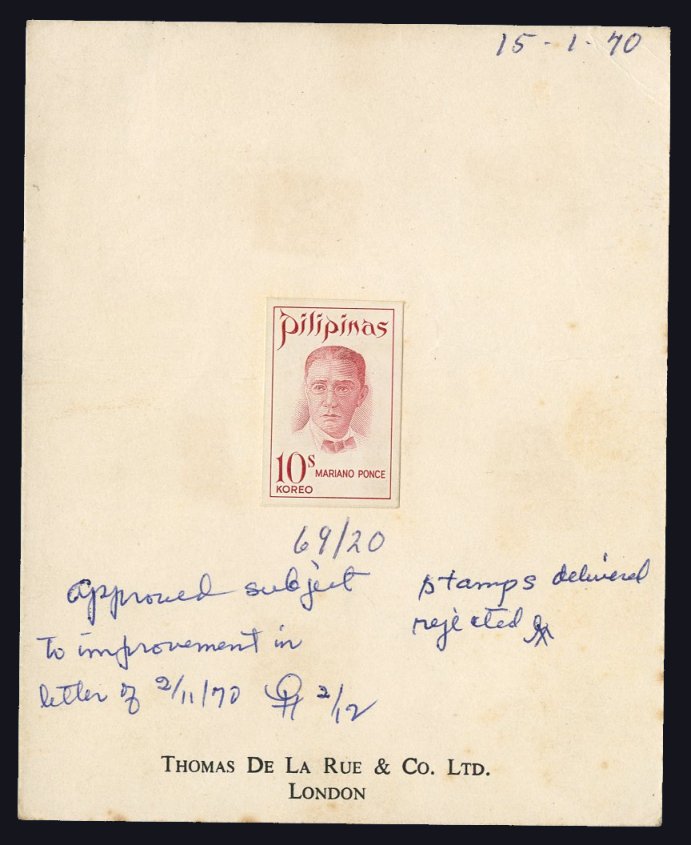 15-1-70
Pilipinas
10s
MARIANO PONCE
KOREO
69/20
approved subject
to improvement in
letter of 2/11/70 2/12
stamps delivered
rejected
THOMAS DE LA RUE & CO. LTD.
LONDON